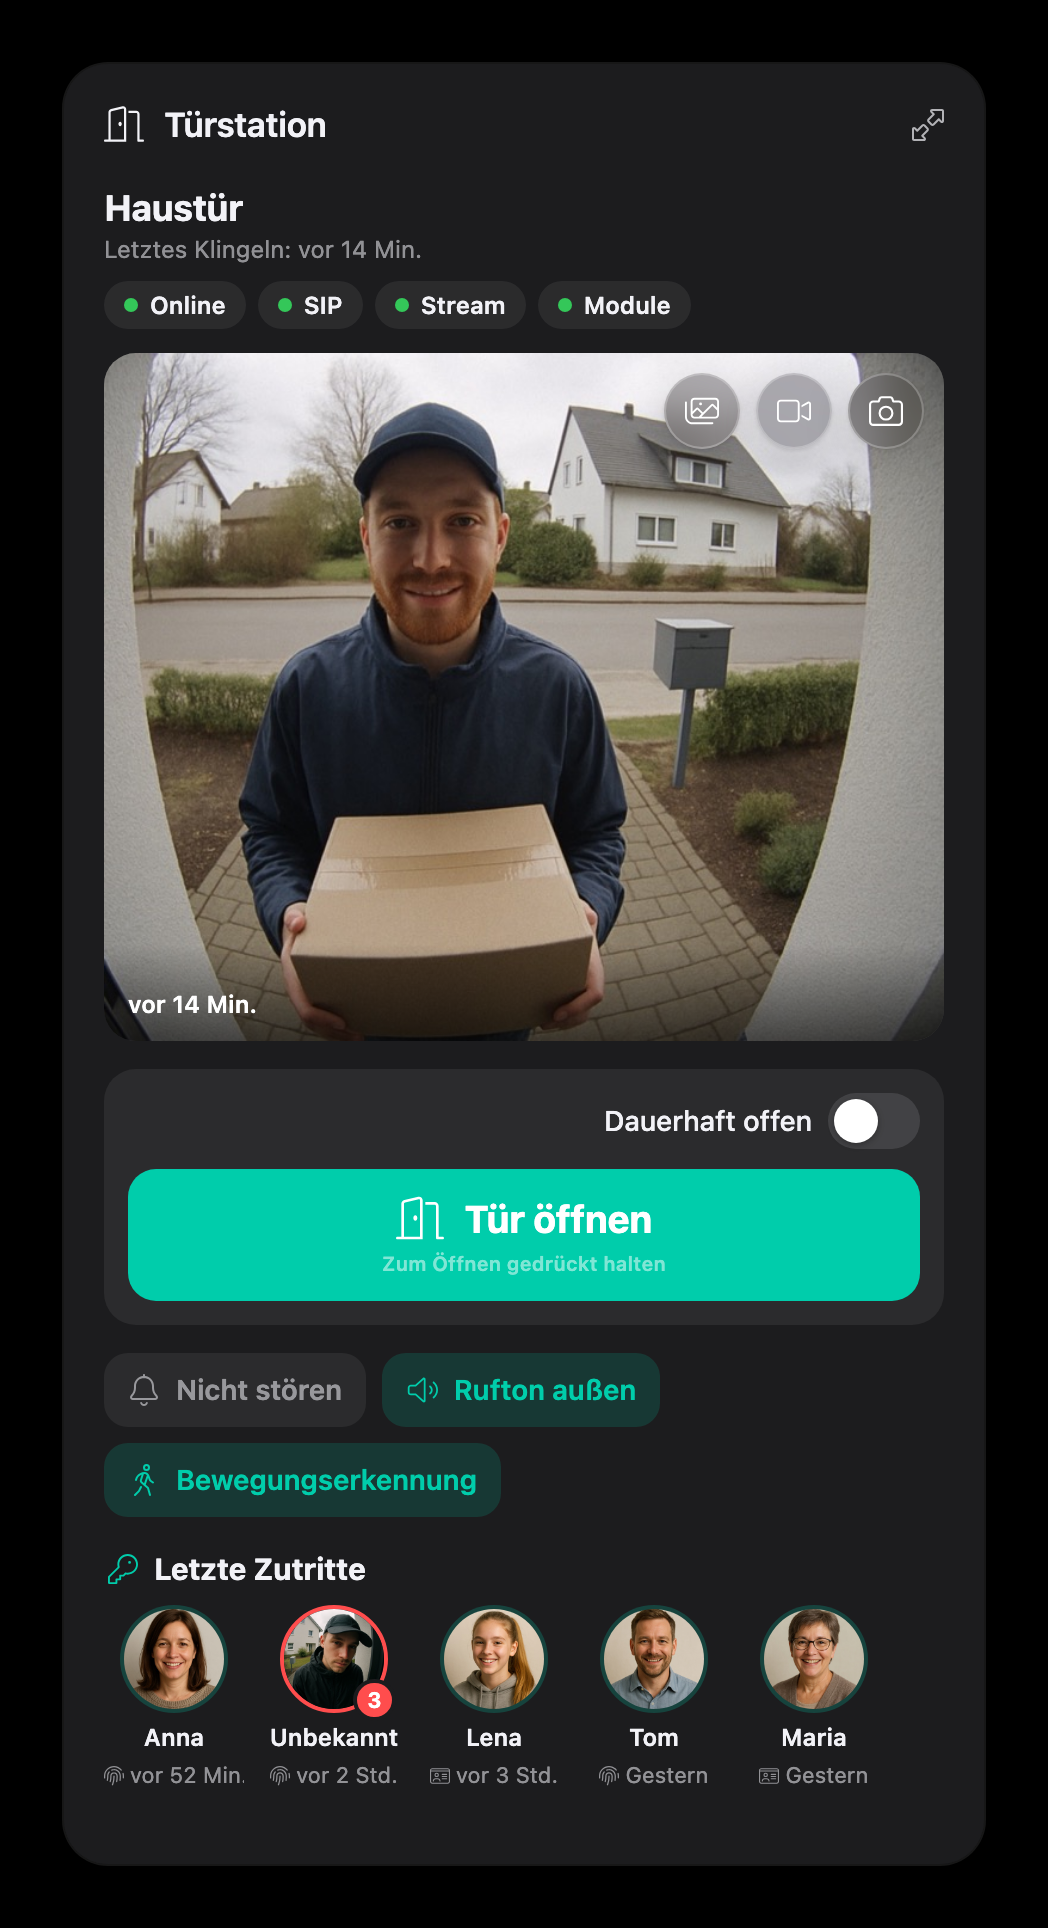 Türstation
Haustür
Letztes Klingeln: vor 14 Min.
Online SIP Stream Module
vor 14 Min.
Dauerhaft offen
Tür öffnen
Zum Öffnen gedrückt halten
Nicht stören Rufton außen
Bewegungserkennung
Letzte Zutritte
3
Anna Unbekannt Lena Tom Maria
vor 52 Min. vor 2 Std. vor 3 Std. Gestern Gestern